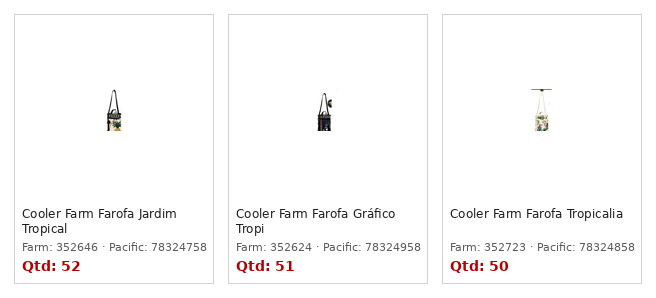 Cooler Farm Farofa Jardim
Tropical
Farm: 352646 · Pacific: 78324758
Qtd: 52
Cooler Farm Farofa Gráfico
Tropi
Farm: 352624 · Pacific: 78324958
Qtd: 51
Cooler Farm Farofa Tropicalia
Farm: 352723 · Pacific: 78324858
Qtd: 50